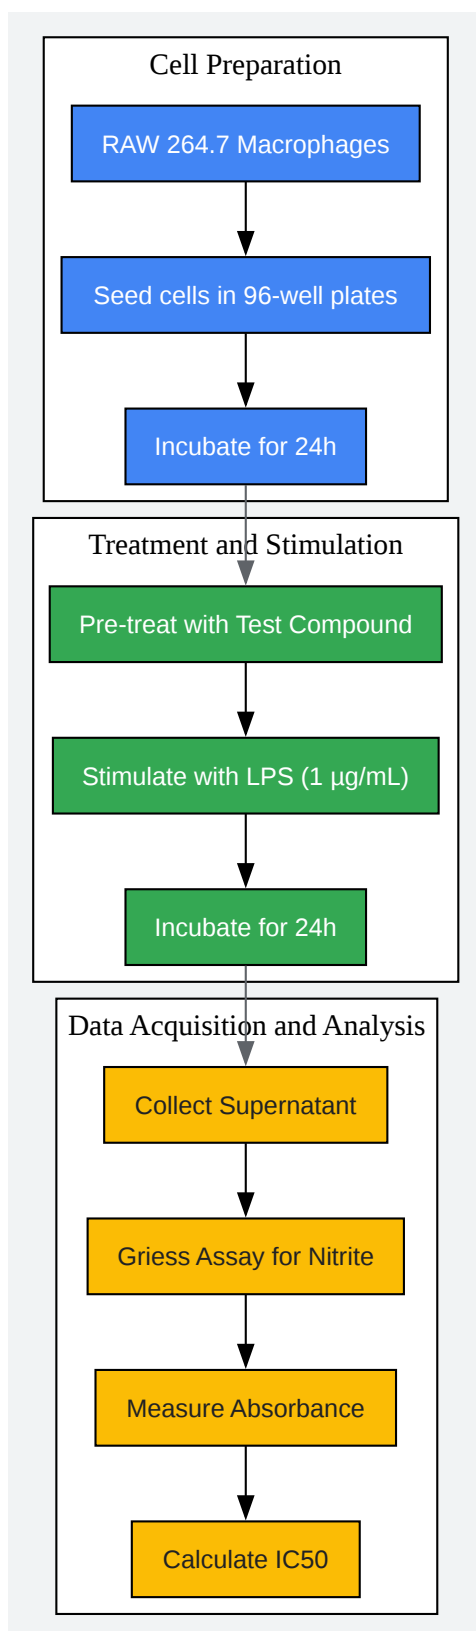 Cell Preparation
RAW 264.7 Macrophages
Seed cells in 96-well plates
Incubate for 24h
Treatment and Stimulation
Pre-treat with Test Compound
Stimulate with LPS (1 µg/mL)
Incubate for 24h
Data Acquisition and Analysis
Collect Supernatant
Griess Assay for Nitrite
Measure Absorbance
Calculate IC50